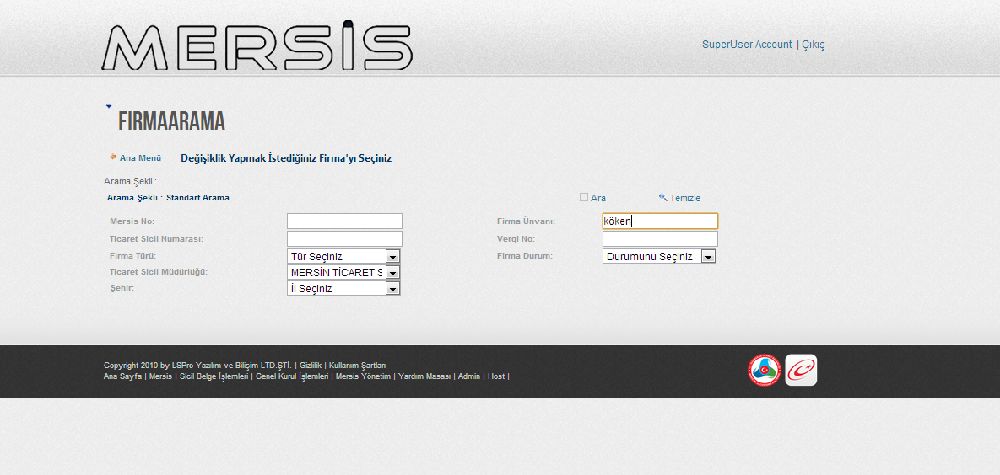 MERSİS
SuperUser Account | Çıkış
FIRMAARAMA
Ana Menü Değişiklik Yapmak İstediğiniz Firma'yı Seçiniz
Arama Şekli :
Arama Şekli : Standart Arama Ara Temizle
Mersis No: Firma Ünvanı: köken
Ticaret Sicil Numarası: Vergi No:
Firma Türü: Tür Seçiniz Firma Durum: Durumunu Seçiniz
Ticaret Sicil Müdürlüğü: MERSİN TİCARET S
Şehir: İl Seçiniz
Copyright 2010 by LSPro Yazılım ve Bilişim LTD.ŞTİ. | Gizlilik | Kullanım Şartları
Ana Sayfa | Mersis | Sicil Belge İşlemleri | Genel Kurul İşlemleri | Mersis Yönetim | Yardım Masası | Admin | Host |